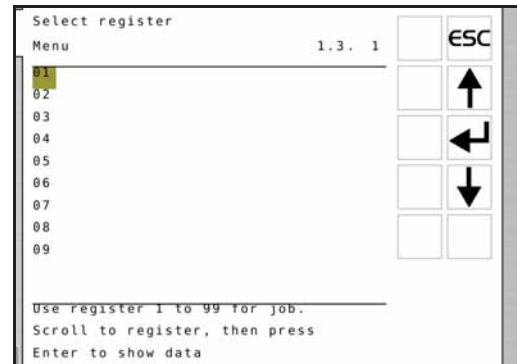 Select register
Menu 1.3. 1
ESC
01
02
03
04
05
06
07
08
09
Use register 1 to 99 for job.
Scroll to register, then press
Enter to show data